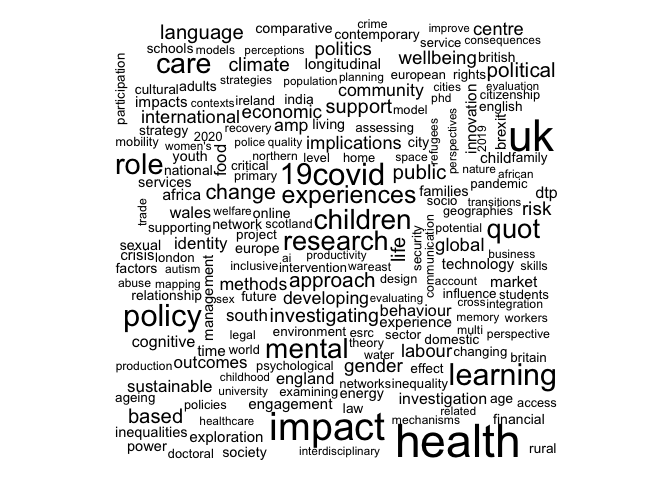 crime
language comparative contemporary improve centre
schools models perceptions politics service consequences
care climate longitudinal wellbeing british
participation cultural adults strategies population planning european rights political
impacts contexts ireland india community cities evaluation
phd citizenship
international economic support model innovation english
strategy 2020 recovery amp living assessing refugees perspectives 2019 brexit uk
mobility women's food police quality implications city
youth northern level home space child family
role national critical 19 covid public nature african
services primary pandemic
africa change experiences families socio transitions dtp
trade wales welfare online children geographies risk
supporting network scotland potential quot
project
sexual identity europe research life security communication global business
crisis london ai productivity
factors autism inclusive intervention war east technology skills
abuse mapping management methods approach design account market
relationship sex future developing evaluating influence students
cross integration
policy south investigating behaviour memory workers
experience
legal environment esrc sector domestic multi perspective
cognitive mental theory
time world water labour changing britain
production outcomes psychological gender effect
childhood england networks inequality learning
sustainable university examining energy
ageing investigation age access
policies engagement law related
based healthcare impact mechanisms financial
inequalities exploration health
power doctoral society interdisciplinary rural